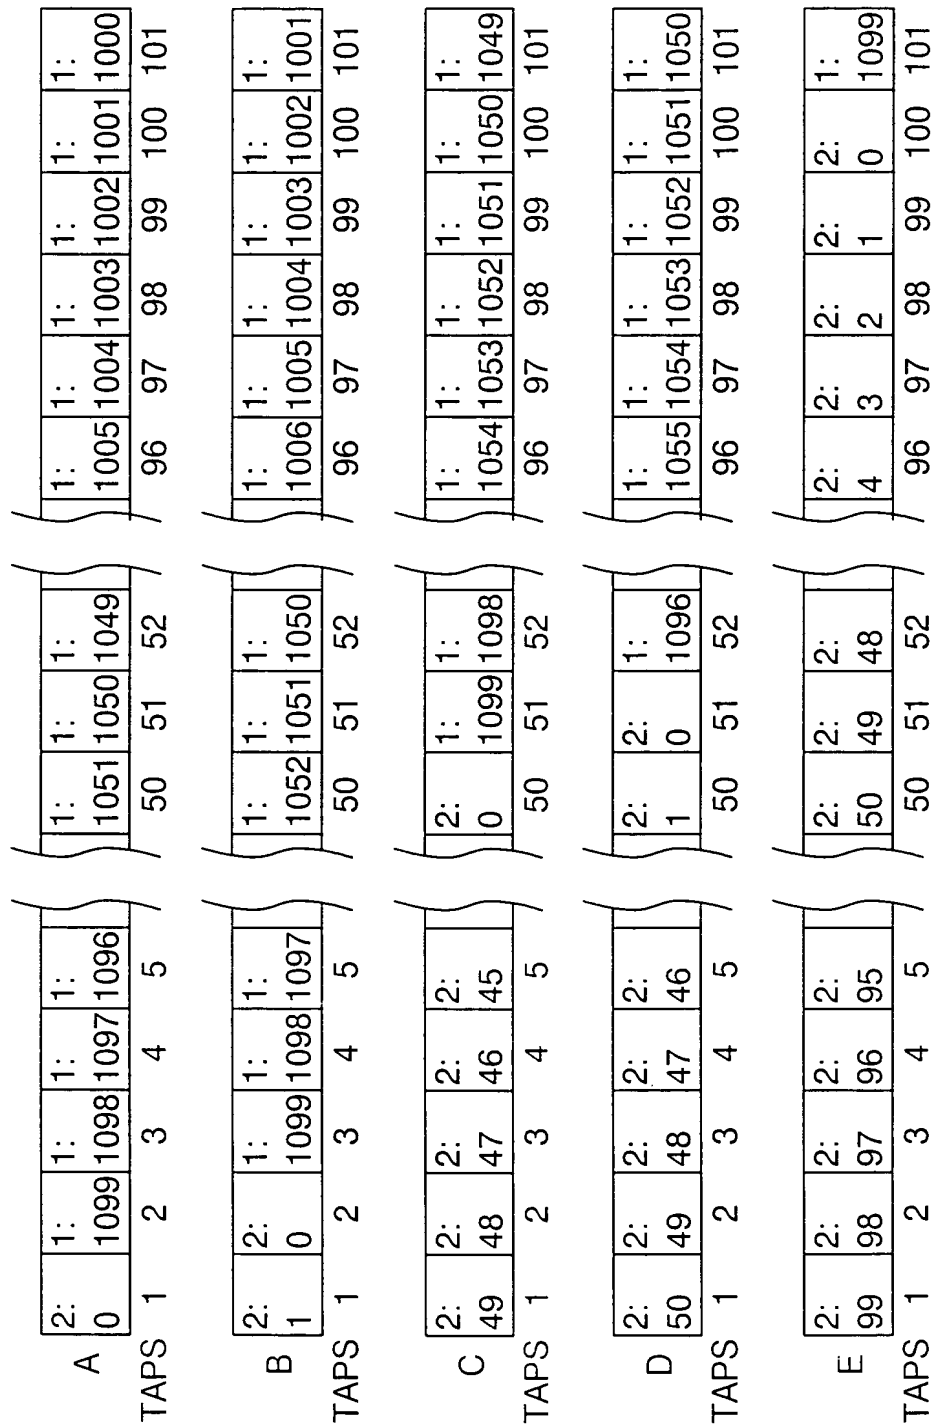 2: 1: 1: 1: 1: 1: 1: 1: 1: 1: 1: 1: 1: 1:
A 0 1099 1098 1097 1096 1051 1050 1049 1005 1004 1003 1002 1001 1000
TAPS 1 2 3 4 5 50 51 52 96 97 98 99 100 101
2: 2: 1: 1: 1: 1: 1: 1: 1: 1: 1: 1: 1: 1:
B 1 0 1099 1098 1097 1052 1051 1050 1006 1005 1004 1003 1002 1001
TAPS 1 2 3 4 5 50 51 52 96 97 98 99 100 101
2: 2: 2: 2: 2: 2: 1: 1: 1: 1: 1: 1: 1: 1:
C 49 48 47 46 45 0 1099 1098 1054 1053 1052 1051 1050 1049
TAPS 1 2 3 4 5 50 51 52 96 97 98 99 100 101
2: 2: 2: 2: 2: 2: 2: 1: 1: 1: 1: 1: 1: 1:
D 50 49 48 47 46 1 0 1096 1055 1054 1053 1052 1051 1050
TAPS 1 2 3 4 5 50 51 52 96 97 98 99 100 101
2: 2: 2: 2: 2: 2: 2: 2: 2: 2: 2: 2: 2: 1:
E 99 98 97 96 95 50 49 48 4 3 2 1 0 1099
TAPS 1 2 3 4 5 50 51 52 96 97 98 99 100 101